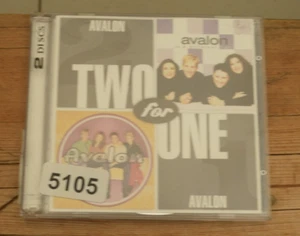 2 DISCS
AVALON
avalon
TWO
for
ONE
Avalon
5105
AVALON